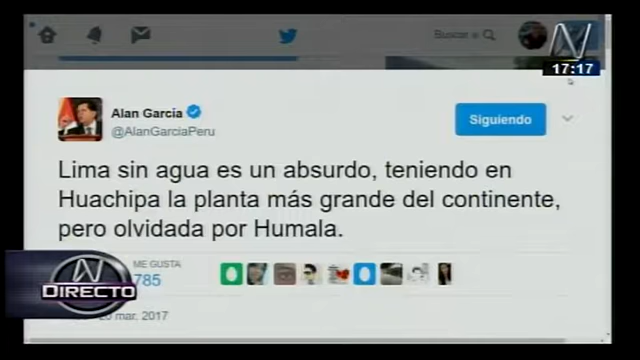 Buscar e
N
17:17
Alan García
@AlanGarciaPeru
Siguiendo
Lima sin agua es un absurdo, teniendo en
Huachipa la planta más grande del continente,
pero olvidada por Humala.
N
DIRECTO
ME GUSTA
785
20 mar. 2017